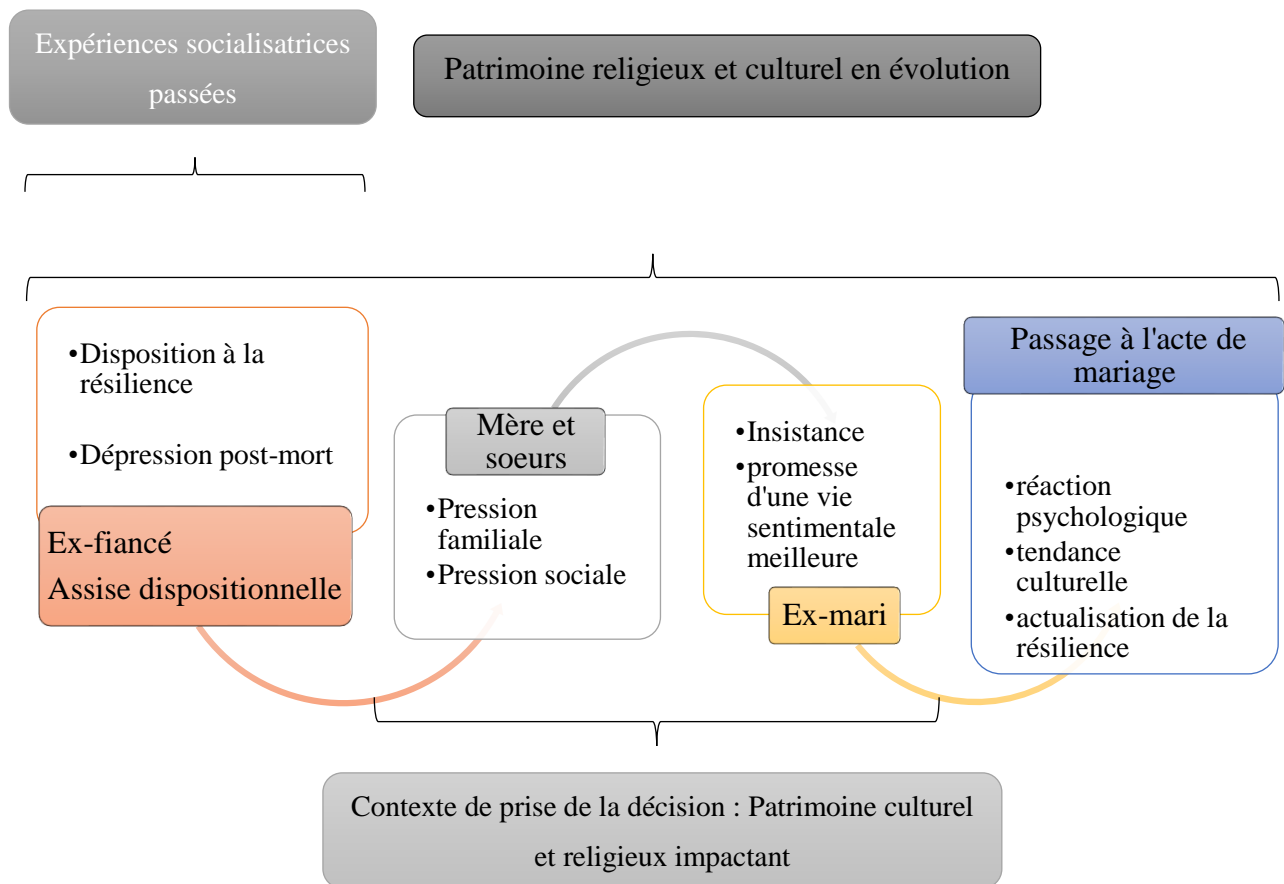 Expériences socialisatrices
passées
Patrimoine religieux et culturel en évolution
•Disposition à la
résilience
•Dépression post-mort
Ex-fiancé
Assise dispositionnelle
Mère et
soeurs
•Pression
familiale
•Pression sociale
•Insistance
•promesse
d'une vie
sentimentale
meilleure
Ex-mari
Passage à l'acte de
mariage
•réaction
psychologique
•tendance
culturelle
•actualisation de la
résilience
Contexte de prise de la décision : Patrimoine culturel
et religieux impactant